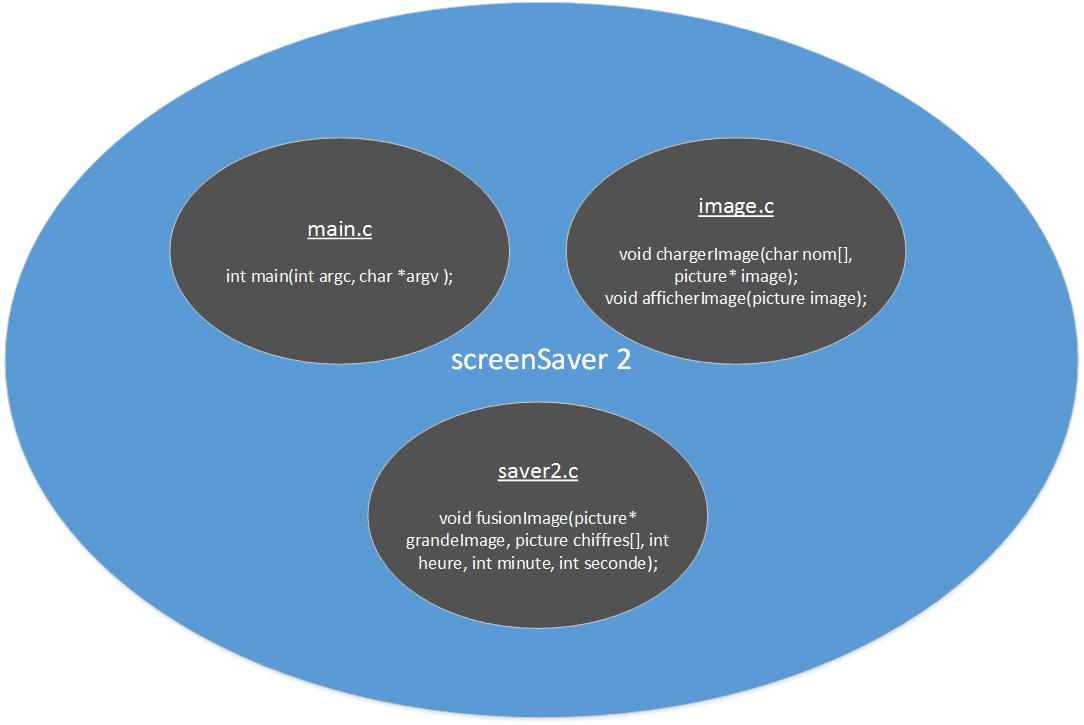 main.c
int main(int argc, char *argv );
image.c
void chargerImage(char nom[],
picture* image);
void afficherImage(picture image);
screenSaver 2
saver2.c
void fusionImage(picture*
grandeImage, picture chiffres[], int
heure, int minute, int seconde);